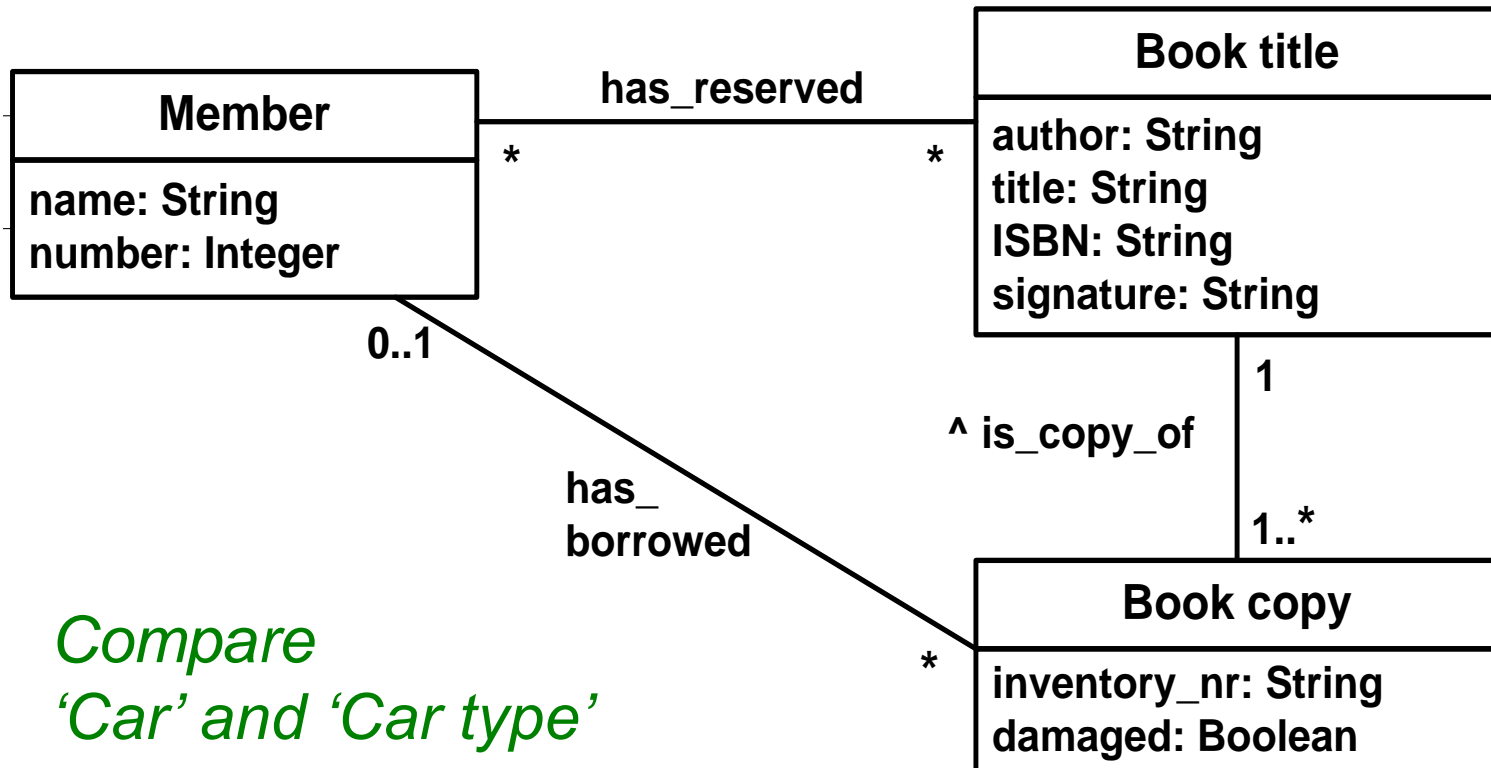 Member
name: String
number: Integer
has_reserved
*
*
Book title
author: String
title: String
ISBN: String
signature: String
0..1
has_
borrowed
*
1
^ is_copy_of
1..*
Book copy
inventory_nr: String
damaged: Boolean
Compare
‘Car’ and ‘Car type’